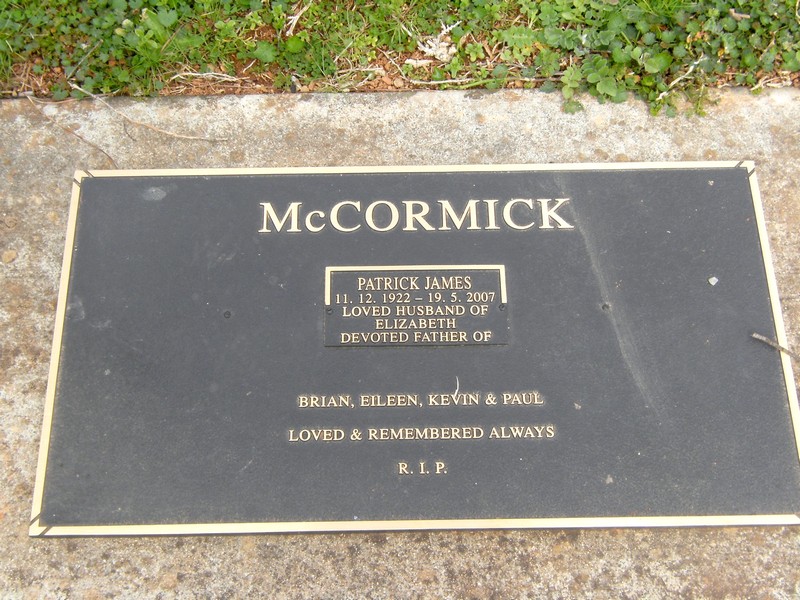 McCORMICK
PATRICK JAMES
11. 12. 1922 – 19. 5. 2007
LOVED HUSBAND OF
ELIZABETH
DEVOTED FATHER OF
BRIAN, EILEEN, KEVIN & PAUL
LOVED & REMEMBERED ALWAYS
R. I. P.